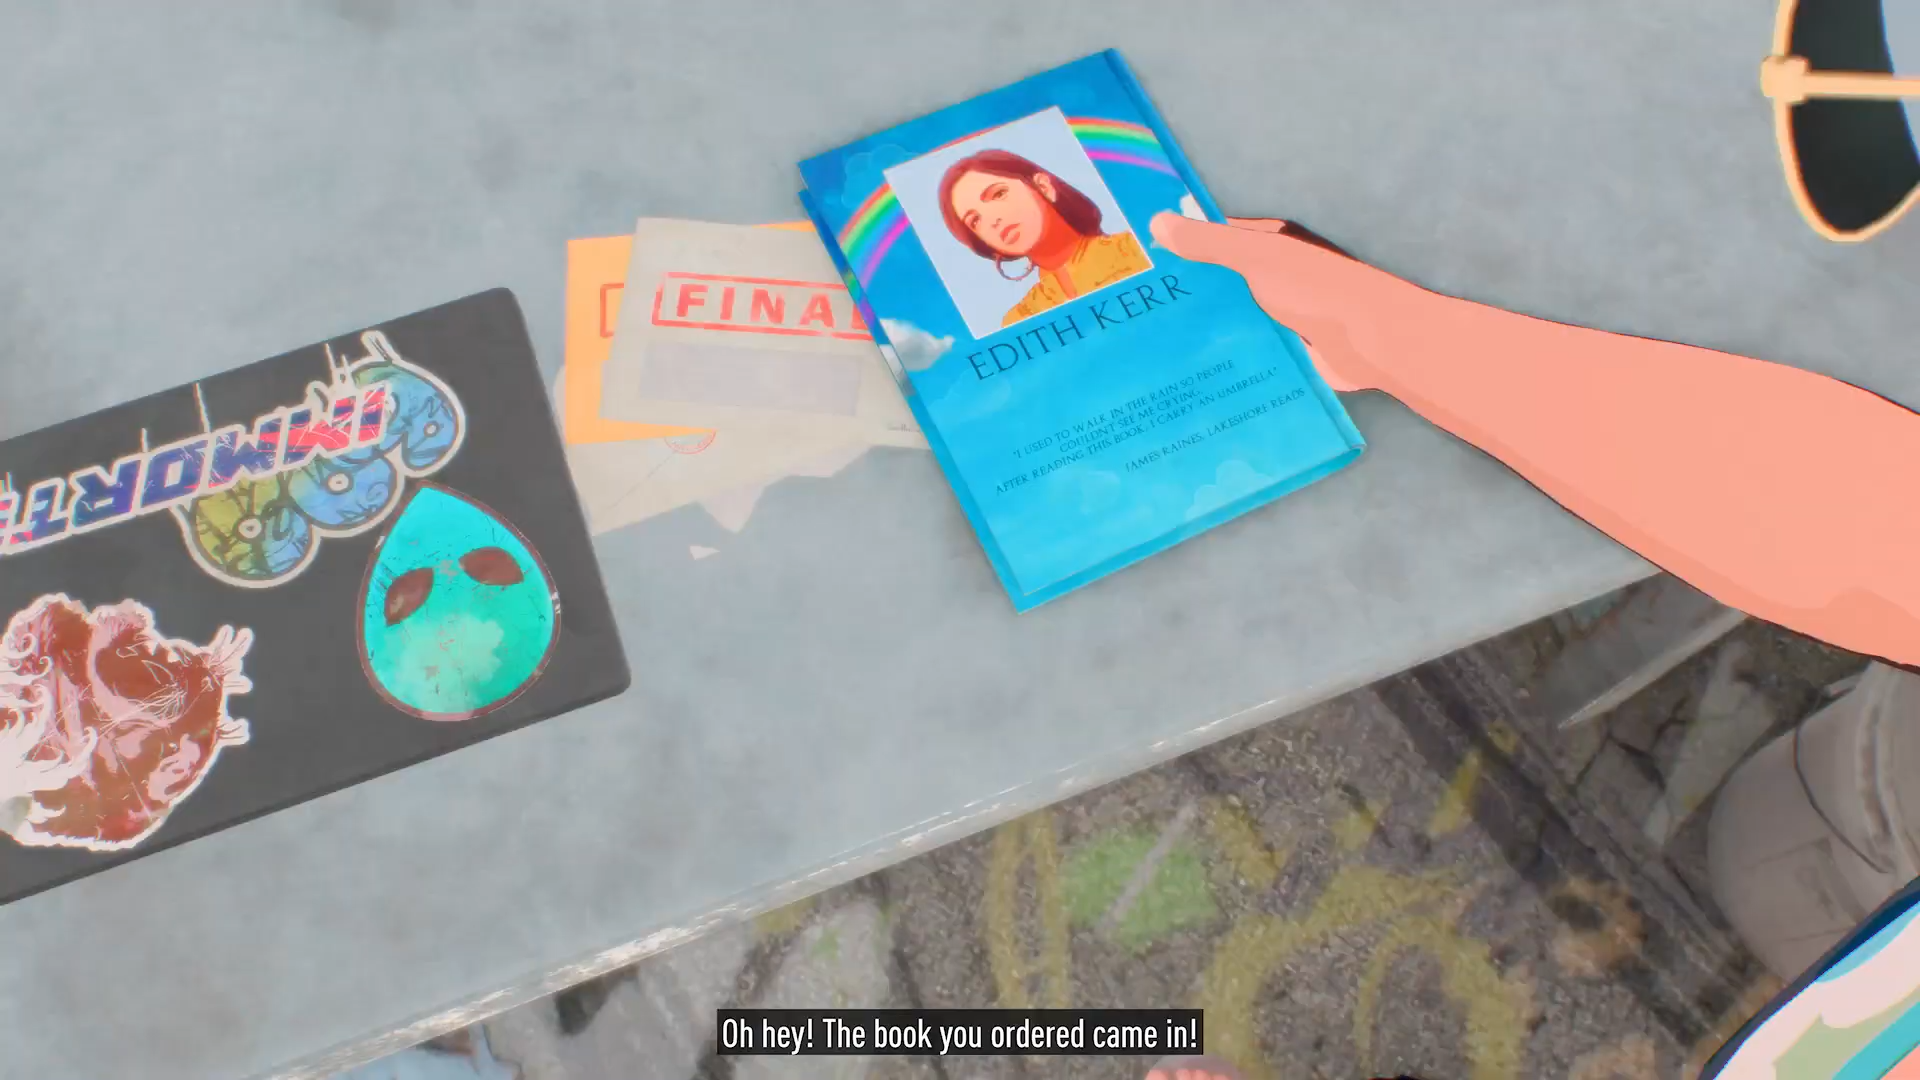 FINAL
EDITH KERR
"I USED TO WALK IN THE RAIN SO PEOPLE
COULDN'T SEE ME CRYING.
AFTER READING THIS BOOK, I CARRY AN UMBRELLA"
JAMES RAINES, LAKESHORE READS
IMMORT
Oh hey! The book you ordered came in!